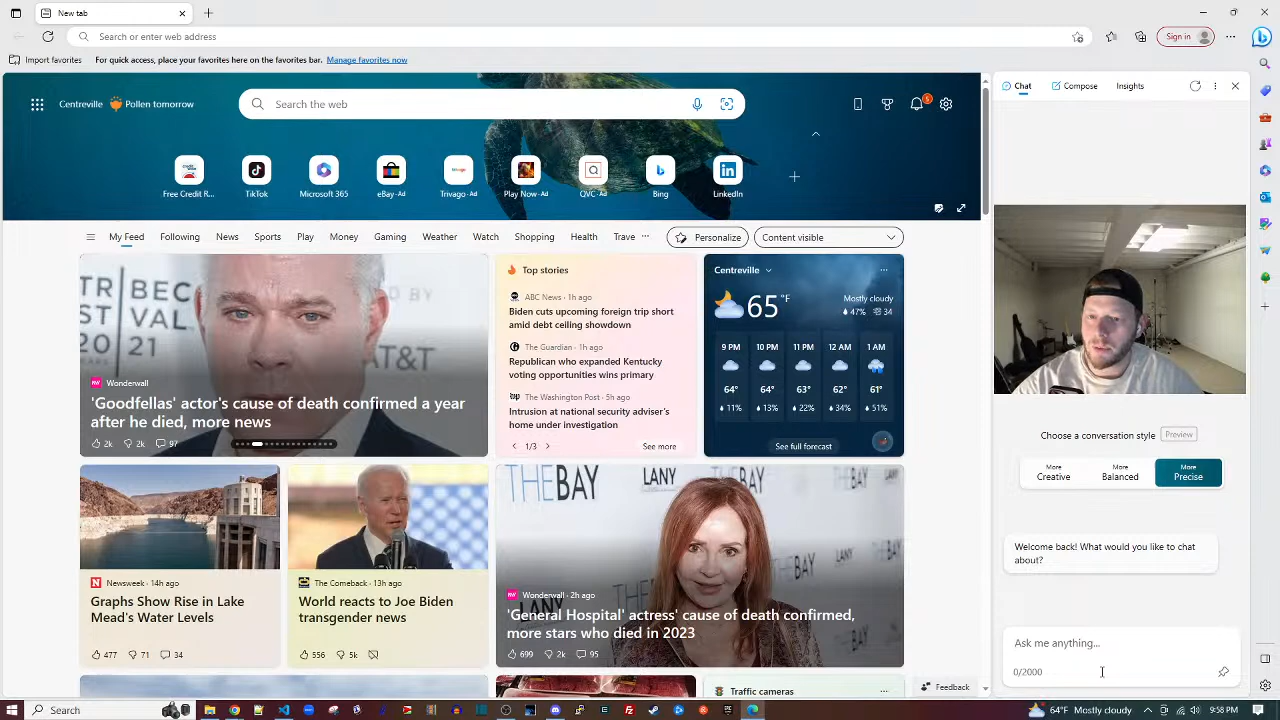 New tab
Search or enter web address
Sign in
Import favorites
For quick access, place your favorites here on the favorites bar. Manage favorites now
Centreville
Pollen tomorrow
Search the web
5
Free Credit R...
TikTok
Microsoft 365
eBay · Ad
Trivago · Ad
Play Now · Ad
QVC · Ad
Bing
LinkedIn
My Feed
Following
News
Sports
Play
Money
Gaming
Weather
Watch
Shopping
Health
Trave
Personalize
Content visible
Wonderwall
'Goodfellas' actor's cause of death confirmed a year
after he died, more news
2k
2k
97
Top stories
ABC News · 1h ago
Biden cuts upcoming foreign trip short
amid debt ceiling showdown
The Guardian · 1h ago
Republican who expanded Kentucky
voting opportunities wins primary
The Washington Post · 5h ago
Intrusion at national security adviser's
home under investigation
1/3
See more
Centreville
65 °F
Mostly cloudy
47%
34
9 PM
10 PM
11 PM
12 AM
1 AM
64°
64°
63°
62°
61°
11%
13%
22%
34%
51%
See full forecast
Newsweek · 14h ago
Graphs Show Rise in Lake
Mead's Water Levels
477
71
34
The Comeback · 13h ago
World reacts to Joe Biden
transgender news
556
5k
THEBAY
LANY
LANY
THEBAY
Wonderwall · 2h ago
'General Hospital' actress' cause of death confirmed,
more stars who died in 2023
699
2k
95
Traffic cameras
Feedback
Chat
Compose
Insights
Choose a conversation style
Preview
More
Creative
More
Balanced
More
Precise
Welcome back! What would you like to chat
about?
Ask me anything...
0/2000
Search
64°F Mostly cloudy
9:58 PM